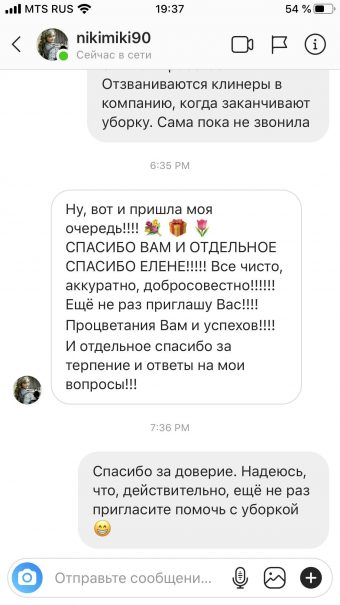 MTS RUS 19:37 54 %
nikimiki90
Сейчас в сети
Отзваниваются клинеры в
компанию, когда заканчивают
уборку. Сама пока не звонила
6:35 PM
Ну, вот и пришла моя
очередь!!!! 💐 🎁 🌷
СПАСИБО ВАМ И ОТДЕЛЬНОЕ
СПАСИБО ЕЛЕНЕ!!!!! Все чисто,
аккуратно, добросовестно!!!!!!
Ещё не раз приглашу Вас!!!!
Процветания Вам и успехов!!!!
И отдельное спасибо за
терпение и ответы на мои
вопросы!!!
7:36 PM
Спасибо за доверие. Надеюсь,
что, действительно, ещё не раз
пригласите помочь с уборкой
😁
Отправьте сообщени...